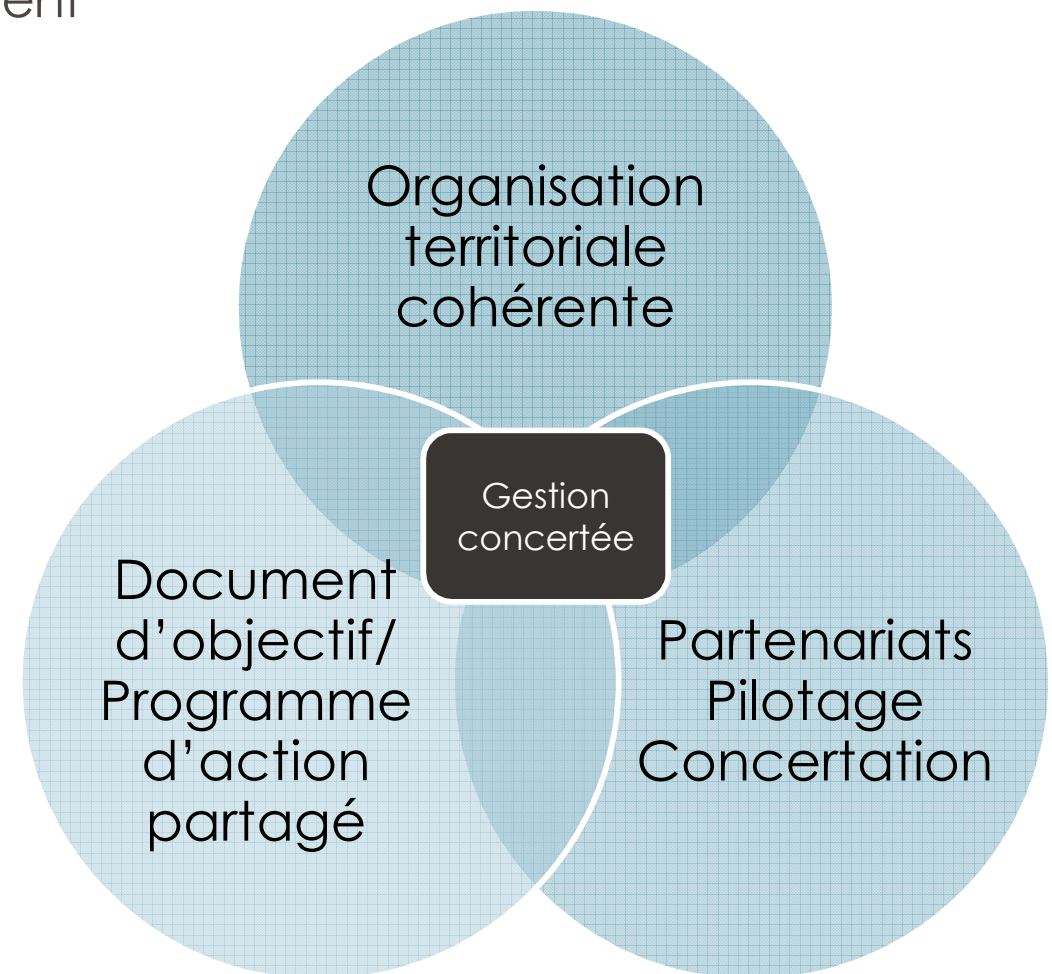 Organisation
territoriale
cohérente
Gestion
concertée
Document
d’objectif/
Programme
d’action
partagé
Partenariats
Pilotage
Concertation